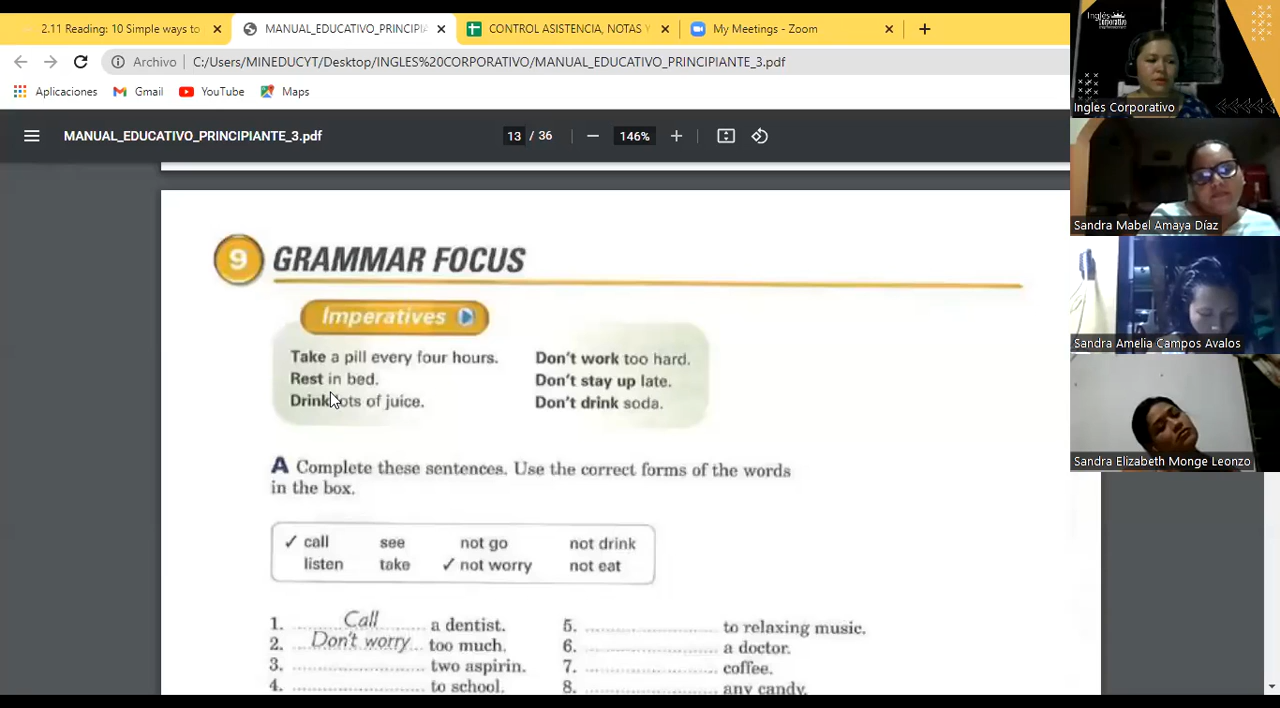 2.11 Reading: 10 Simple ways to
MANUAL_EDUCATIVO_PRINCIPIA
CONTROL ASISTENCIA, NOTAS Y
My Meetings - Zoom
Archivo
C:/Users/MINEDUCYT/Desktop/INGLES%20CORPORATIVO/MANUAL_EDUCATIVO_PRINCIPIANTE_3.pdf
Aplicaciones
Gmail
YouTube
Maps
MANUAL_EDUCATIVO_PRINCIPIANTE_3.pdf
13 / 36
146%
9 GRAMMAR FOCUS
Imperatives
Take a pill every four hours.
Rest in bed.
Drink lots of juice.
Don't work too hard.
Don't stay up late.
Don't drink soda.
A Complete these sentences. Use the correct forms of the words
in the box.
✓ call see not go not drink
listen take ✓ not worry not eat
1. Call a dentist.
2. Don't worry too much.
3. two aspirin.
4. to school.
5. to relaxing music.
6. a doctor.
7. coffee.
8. any candy.
Inglés
Corporativo
Ingles Corporativo
Sandra Mabel Amaya Díaz
Sandra Amelia Campos Avalos
Sandra Elizabeth Monge Leonzo